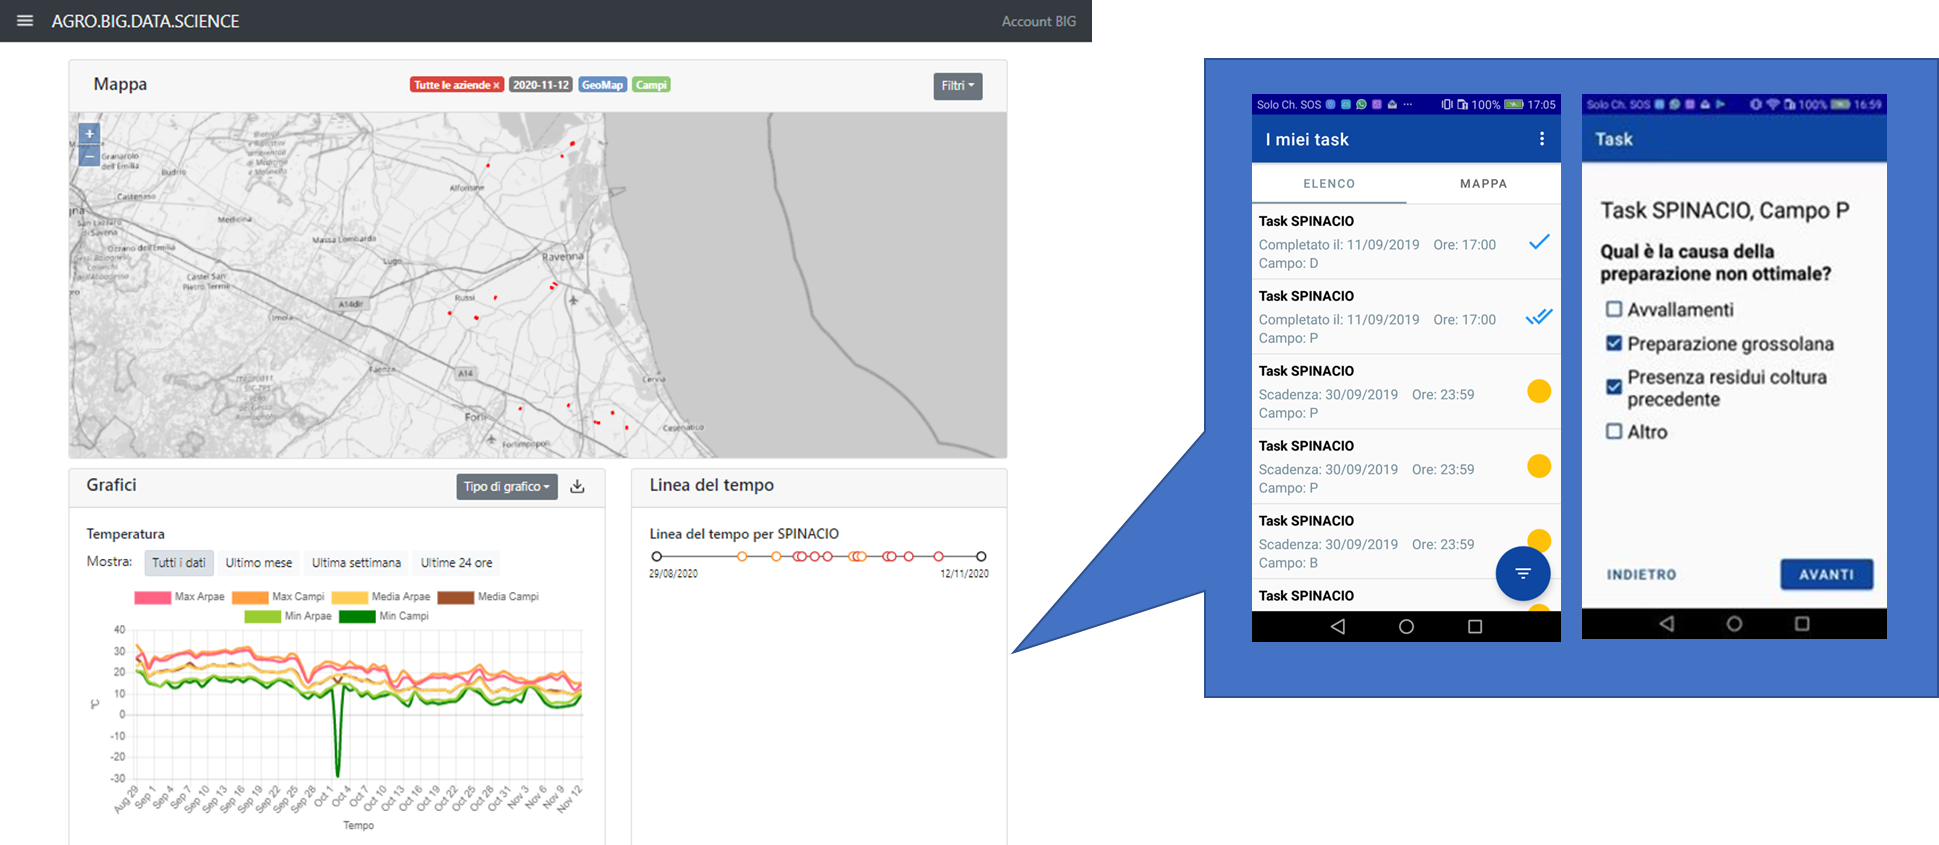 AGRO.BIG.DATA.SCIENCE
Account BIG
Mappa
Tutte le aziende x
2020-11-12
GeoMap
Campi
Filtri
+
−
Granarolo
dell'Emilia
Budrio
Castenaso
San Lazzaro
di Savena
Ozzano dell'Emilia
Medicina
Castel San
Pietro Terme
Massa Lombarda
Imola
Lugo
Alfonsine
Ravenna
Russi
A14dir
Faenza
A14
Forlì
Forlimpopoli
Cervia
Cesenatico
Grafici
Tipo di grafico
Temperatura
Mostra:
Tutti i dati
Ultimo mese
Ultima settimana
Ultime 24 ore
Max Arpae
Max Campi
Media Arpae
Media Campi
Min Arpae
Min Campi
40
30
20
10
0
-10
-20
-30
°C
Aug 29
Sep 1
Sep 4
Sep 7
Sep 10
Sep 13
Sep 16
Sep 19
Sep 22
Sep 25
Sep 28
Oct 1
Oct 4
Oct 7
Oct 10
Oct 13
Oct 16
Oct 19
Oct 22
Oct 25
Oct 28
Oct 31
Nov 3
Nov 6
Nov 9
Nov 12
Tempo
Linea del tempo
Linea del tempo per SPINACIO
29/08/2020
12/11/2020
Solo Ch. SOS
100%
17:05
I miei task
ELENCO
MAPPA
Task SPINACIO
Completato il: 11/09/2019 Ore: 17:00
Campo: D
Task SPINACIO
Completato il: 11/09/2019 Ore: 17:00
Campo: P
Task SPINACIO
Scadenza: 30/09/2019 Ore: 23:59
Campo: P
Task SPINACIO
Scadenza: 30/09/2019 Ore: 23:59
Campo: P
Task SPINACIO
Scadenza: 30/09/2019 Ore: 23:59
Campo: B
Task SPINACIO
Solo Ch. SOS
100%
16:59
Task
Task SPINACIO, Campo P
Qual è la causa della
preparazione non ottimale?
Avvallamenti
Preparazione grossolana
Presenza residui coltura
precedente
Altro
INDIETRO
AVANTI